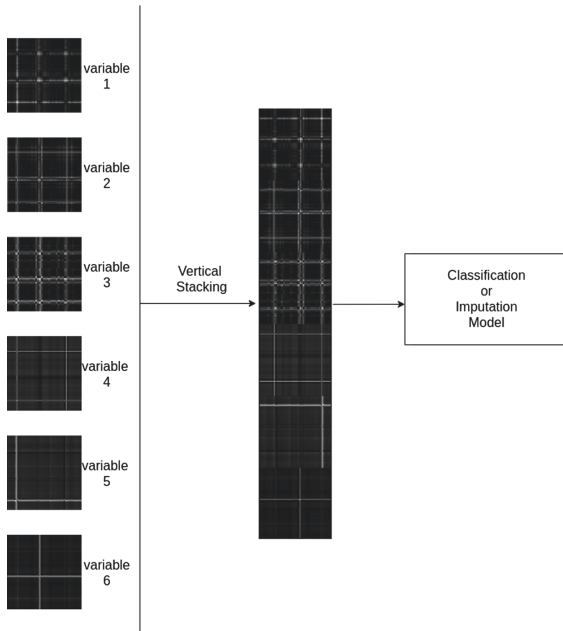 variable
1
variable
2
variable
3
variable
4
variable
5
variable
6
Vertical
Stacking
Classification
or
Imputation
Model